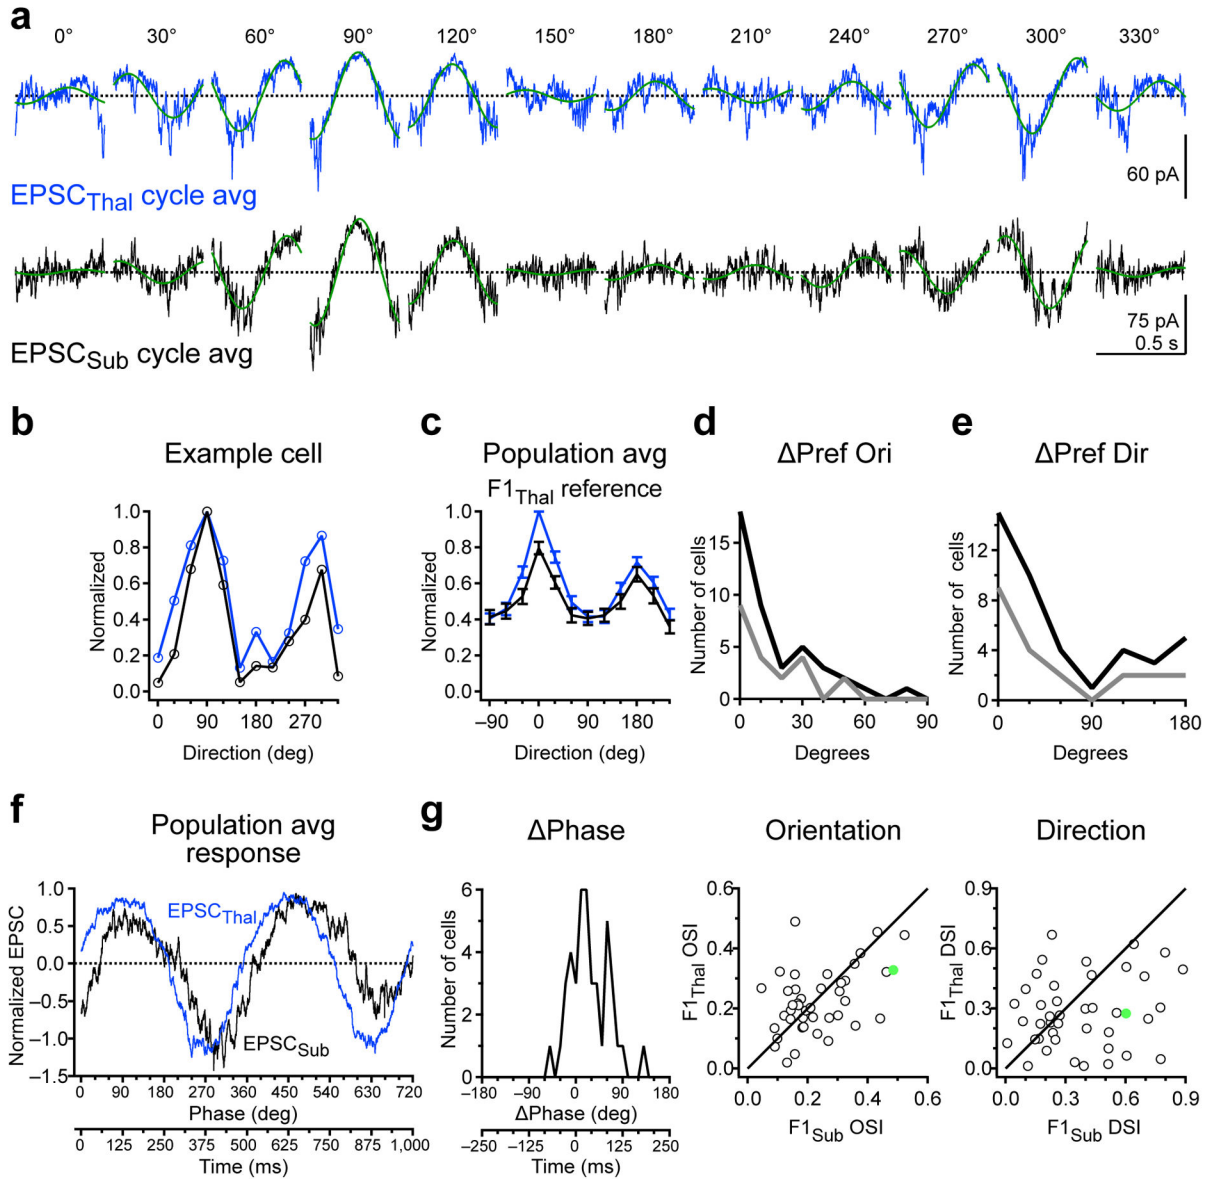 a
0° 30° 60° 90° 120° 150° 180° 210° 240° 270° 300° 330°
60 pA
EPSCThal cycle avg
75 pA
0.5 s
EPSCSub cycle avg
b
Example cell
Normalized
1.0
0.8
0.6
0.4
0.2
0.0
0 90 180 270
Direction (deg)
c
Population avg
F1Thal reference
Normalized
1.0
0.8
0.6
0.4
0.2
0.0
−90 0 90 180
Direction (deg)
d
ΔPref Ori
Number of cells
15
10
5
0
0 30 60 90
Degrees
e
ΔPref Dir
Number of cells
12
8
4
0
0 90 180
Degrees
f
Population avg
response
Normalized EPSC
1.0
0.5
0.0
−0.5
−1.0
−1.5
EPSCThal
EPSCSub
0 90 180 270 360 450 540 630 720
Phase (deg)
0 125 250 375 500 625 750 875 1,000
Time (ms)
g
ΔPhase
Number of cells
6
4
2
0
−180 −90 0 90 180
ΔPhase (deg)
−250 −125 0 125 250
Time (ms)
Orientation
F1Thal OSI
0.6
0.4
0.2
0.0
0.0 0.2 0.4 0.6
F1Sub OSI
Direction
F1Thal DSI
0.9
0.6
0.3
0.0
0.0 0.3 0.6 0.9
F1Sub DSI